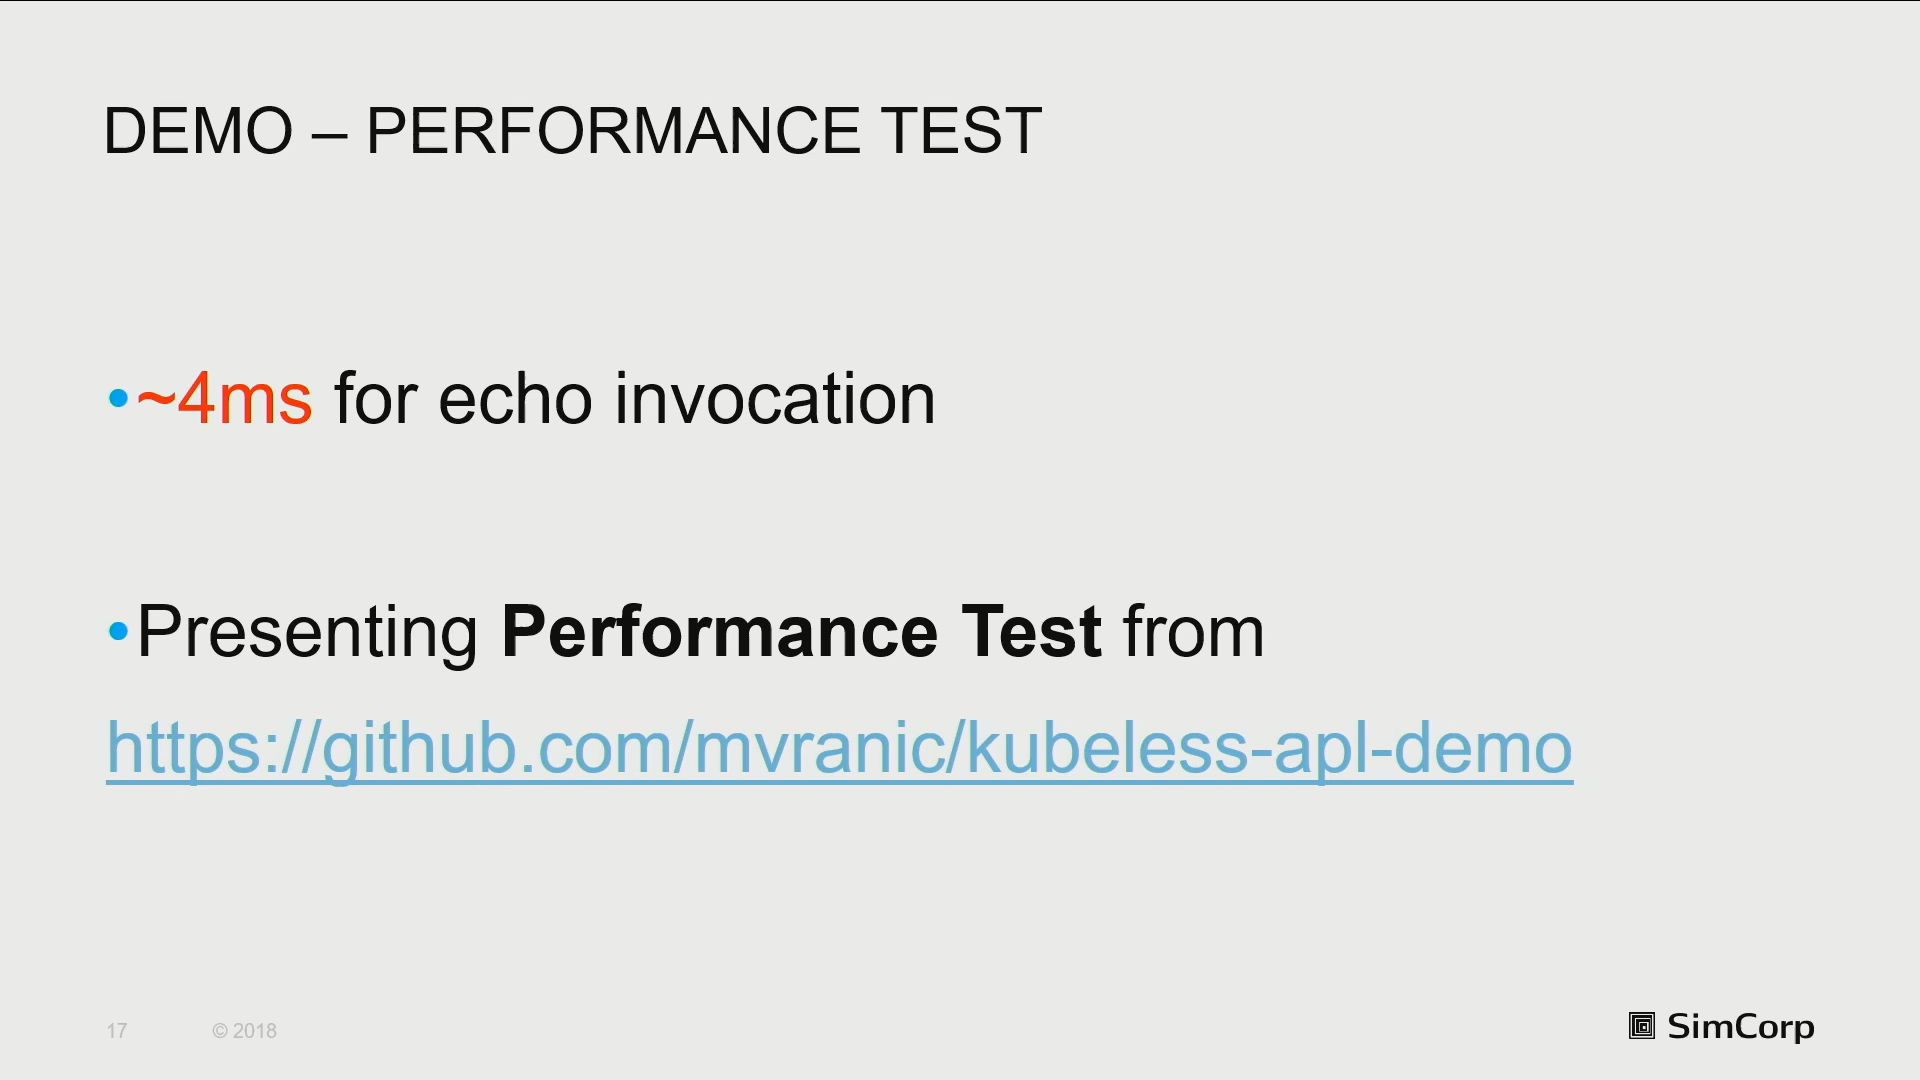 DEMO – PERFORMANCE TEST
•~4ms for echo invocation
•Presenting Performance Test from
https://github.com/mvranic/kubeless-apl-demo
17 © 2018
SimCorp